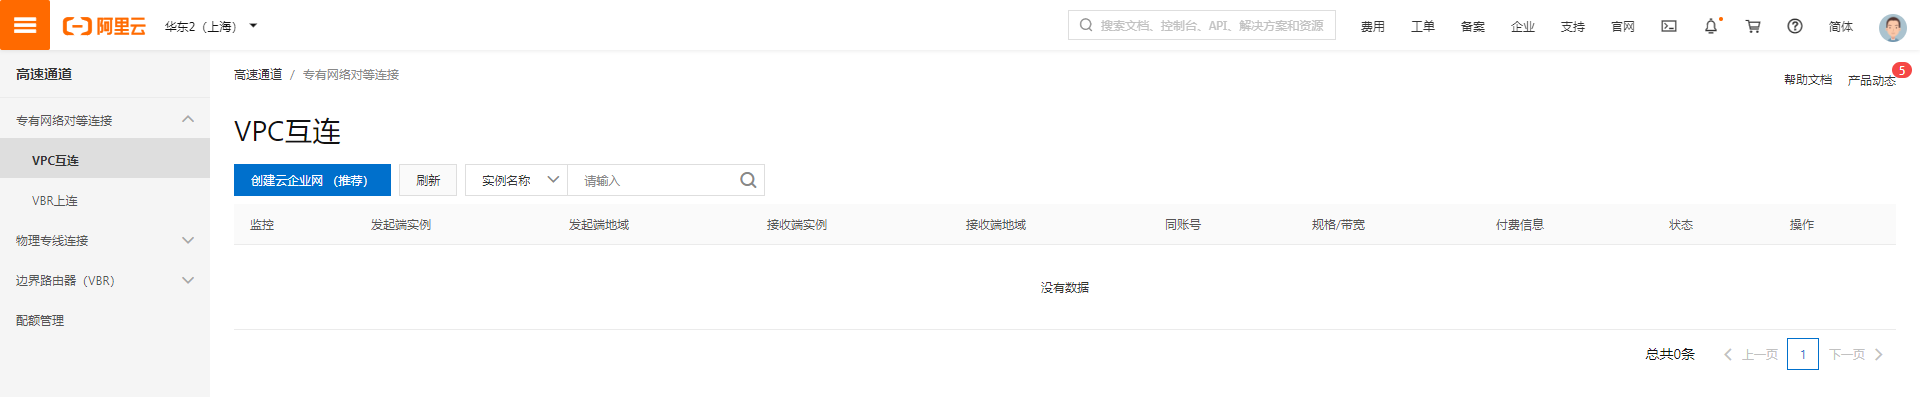 阿里云 华东2（上海） 搜索文档、控制台、API、解决方案和资源 费用 工单 备案 企业 支持 官网 简体
高速通道
专有网络对等连接
VPC互连
VBR上连
物理专线连接
边界路由器（VBR）
配额管理
高速通道 / 专有网络对等连接
帮助文档 产品动态 5
VPC互连
创建云企业网 （推荐） 刷新 实例名称 请输入
监控 发起端实例 发起端地域 接收端实例 接收端地域 同账号 规格/带宽 付费信息 状态 操作
没有数据
总共0条 上一页 1 下一页